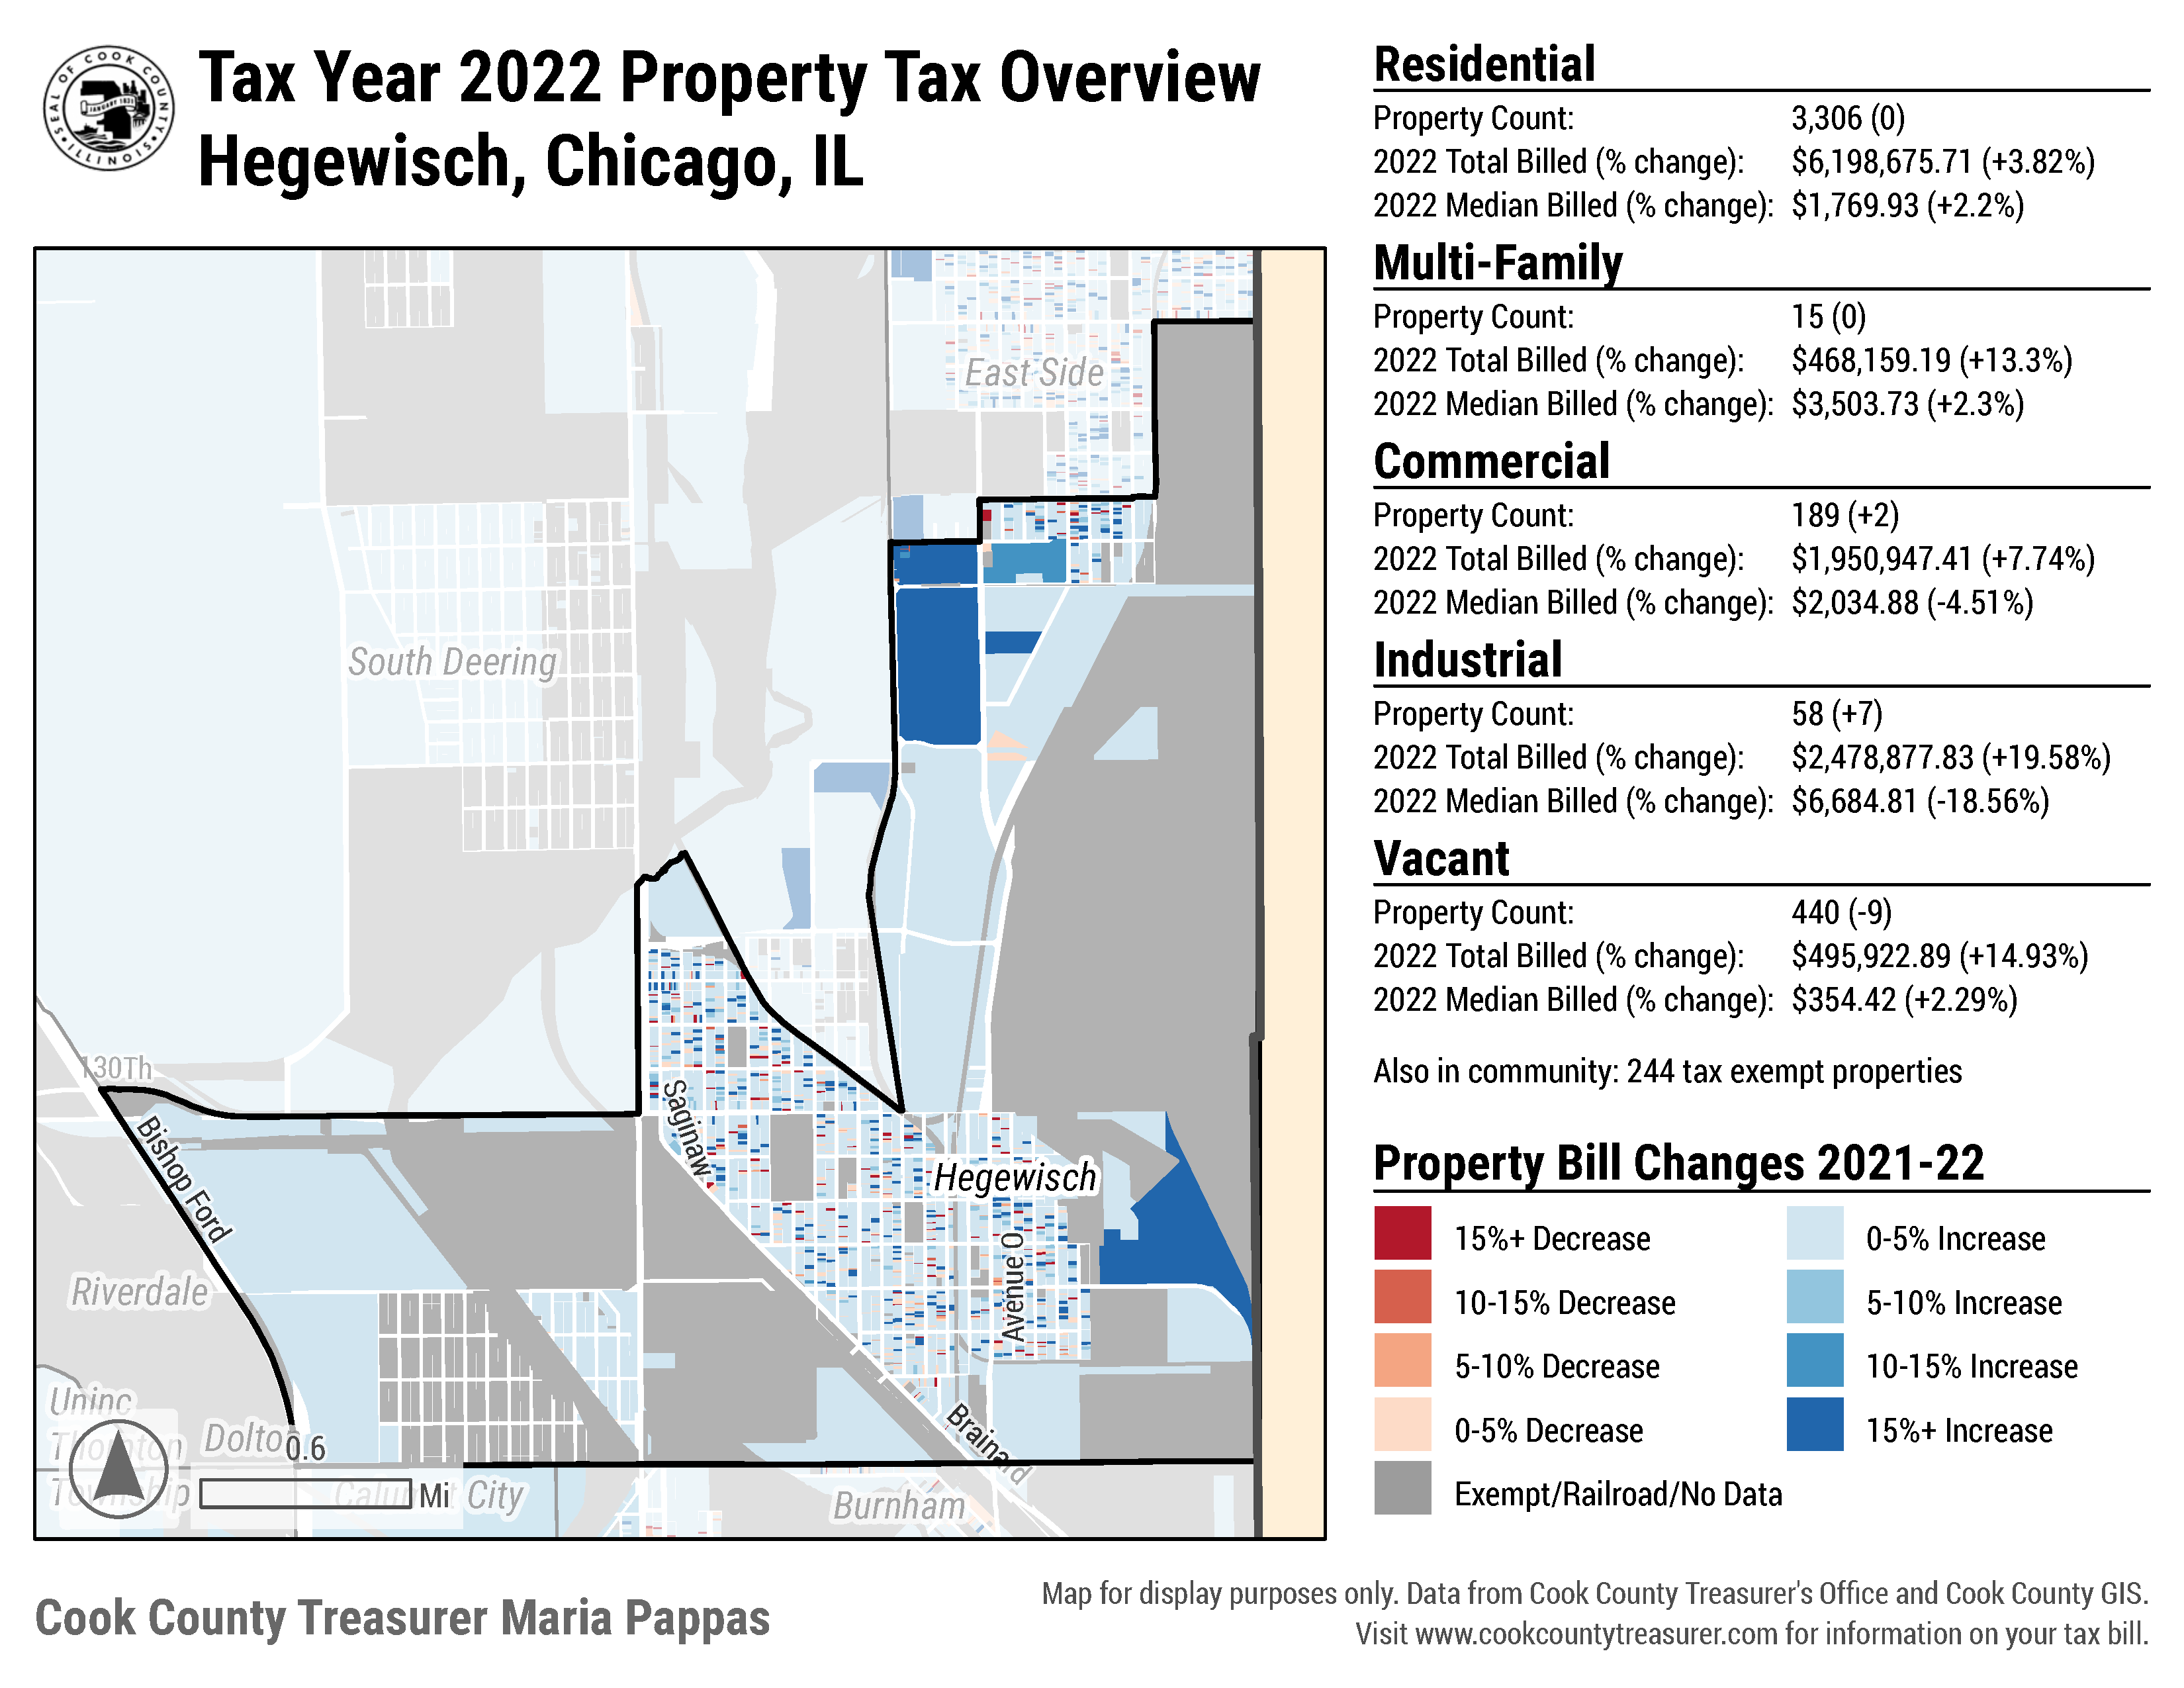 SEAL OF COOK COUNTY
ILLINOIS
JANUARY 1831
Tax Year 2022 Property Tax Overview
Hegewisch, Chicago, IL
East Side
South Deering
130Th
Saginaw
Bishop Ford
Hegewisch
Avenue O
Riverdale
Uninc
Thornton
Township
Dolton
0.6
Mi
Calumet City
Brainard
Burnham
Residential
Property Count: 3,306 (0)
2022 Total Billed (% change): $6,198,675.71 (+3.82%)
2022 Median Billed (% change): $1,769.93 (+2.2%)
Multi-Family
Property Count: 15 (0)
2022 Total Billed (% change): $468,159.19 (+13.3%)
2022 Median Billed (% change): $3,503.73 (+2.3%)
Commercial
Property Count: 189 (+2)
2022 Total Billed (% change): $1,950,947.41 (+7.74%)
2022 Median Billed (% change): $2,034.88 (-4.51%)
Industrial
Property Count: 58 (+7)
2022 Total Billed (% change): $2,478,877.83 (+19.58%)
2022 Median Billed (% change): $6,684.81 (-18.56%)
Vacant
Property Count: 440 (-9)
2022 Total Billed (% change): $495,922.89 (+14.93%)
2022 Median Billed (% change): $354.42 (+2.29%)
Also in community: 244 tax exempt properties
Property Bill Changes 2021-22
15%+ Decrease
10-15% Decrease
5-10% Decrease
0-5% Decrease
Exempt/Railroad/No Data
0-5% Increase
5-10% Increase
10-15% Increase
15%+ Increase
Cook County Treasurer Maria Pappas
Map for display purposes only. Data from Cook County Treasurer's Office and Cook County GIS.
Visit www.cookcountytreasurer.com for information on your tax bill.